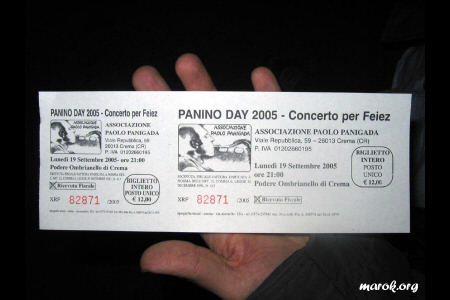 PANINO DAY 2005 - Concerto per Feiez
ASSOCIAZIONE
PAOLO PANIGADA
Viale Repubblica, 59
26013 Crema (CR)
P. IVA 01202860195
Lunedì 19 Settembre 2005- ore 21:00
Podere Ombrianello di Crema
Ricevuta Fiscale
XRF 82871 /2005
BIGLIETTO
INTERO
POSTO UNICO
€ 12,00
PANINO DAY 2005 - Concerto per Feiez
ASSOCIAZIONE PAOLO PANIGADA
Viale Repubblica, 59 –
26013 Crema (CR)
P. IVA 01202860195
Lunedì 19 Settembre 2005
ore 21:00
Podere Ombrianello di Crema
Ricevuta Fiscale
XRF 82871 /2005
BIGLIETTO
INTERO
POSTO
UNICO
€ 12,00
marok.org